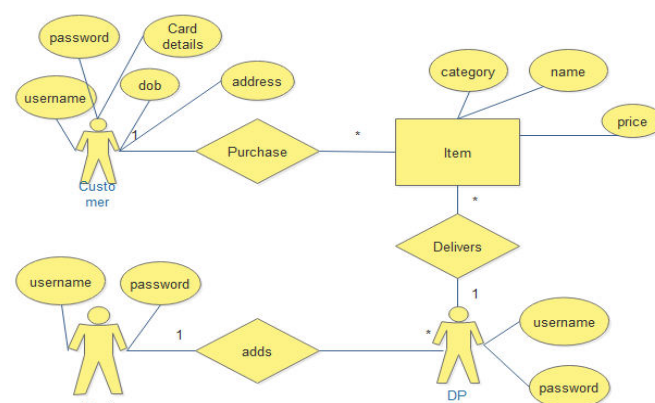 Card
details
password
dob
address
username
category
name
price
1
Purchase
*
Item
Custo
mer
*
Delivers
1
username
password
username
1
adds
*
password
DP